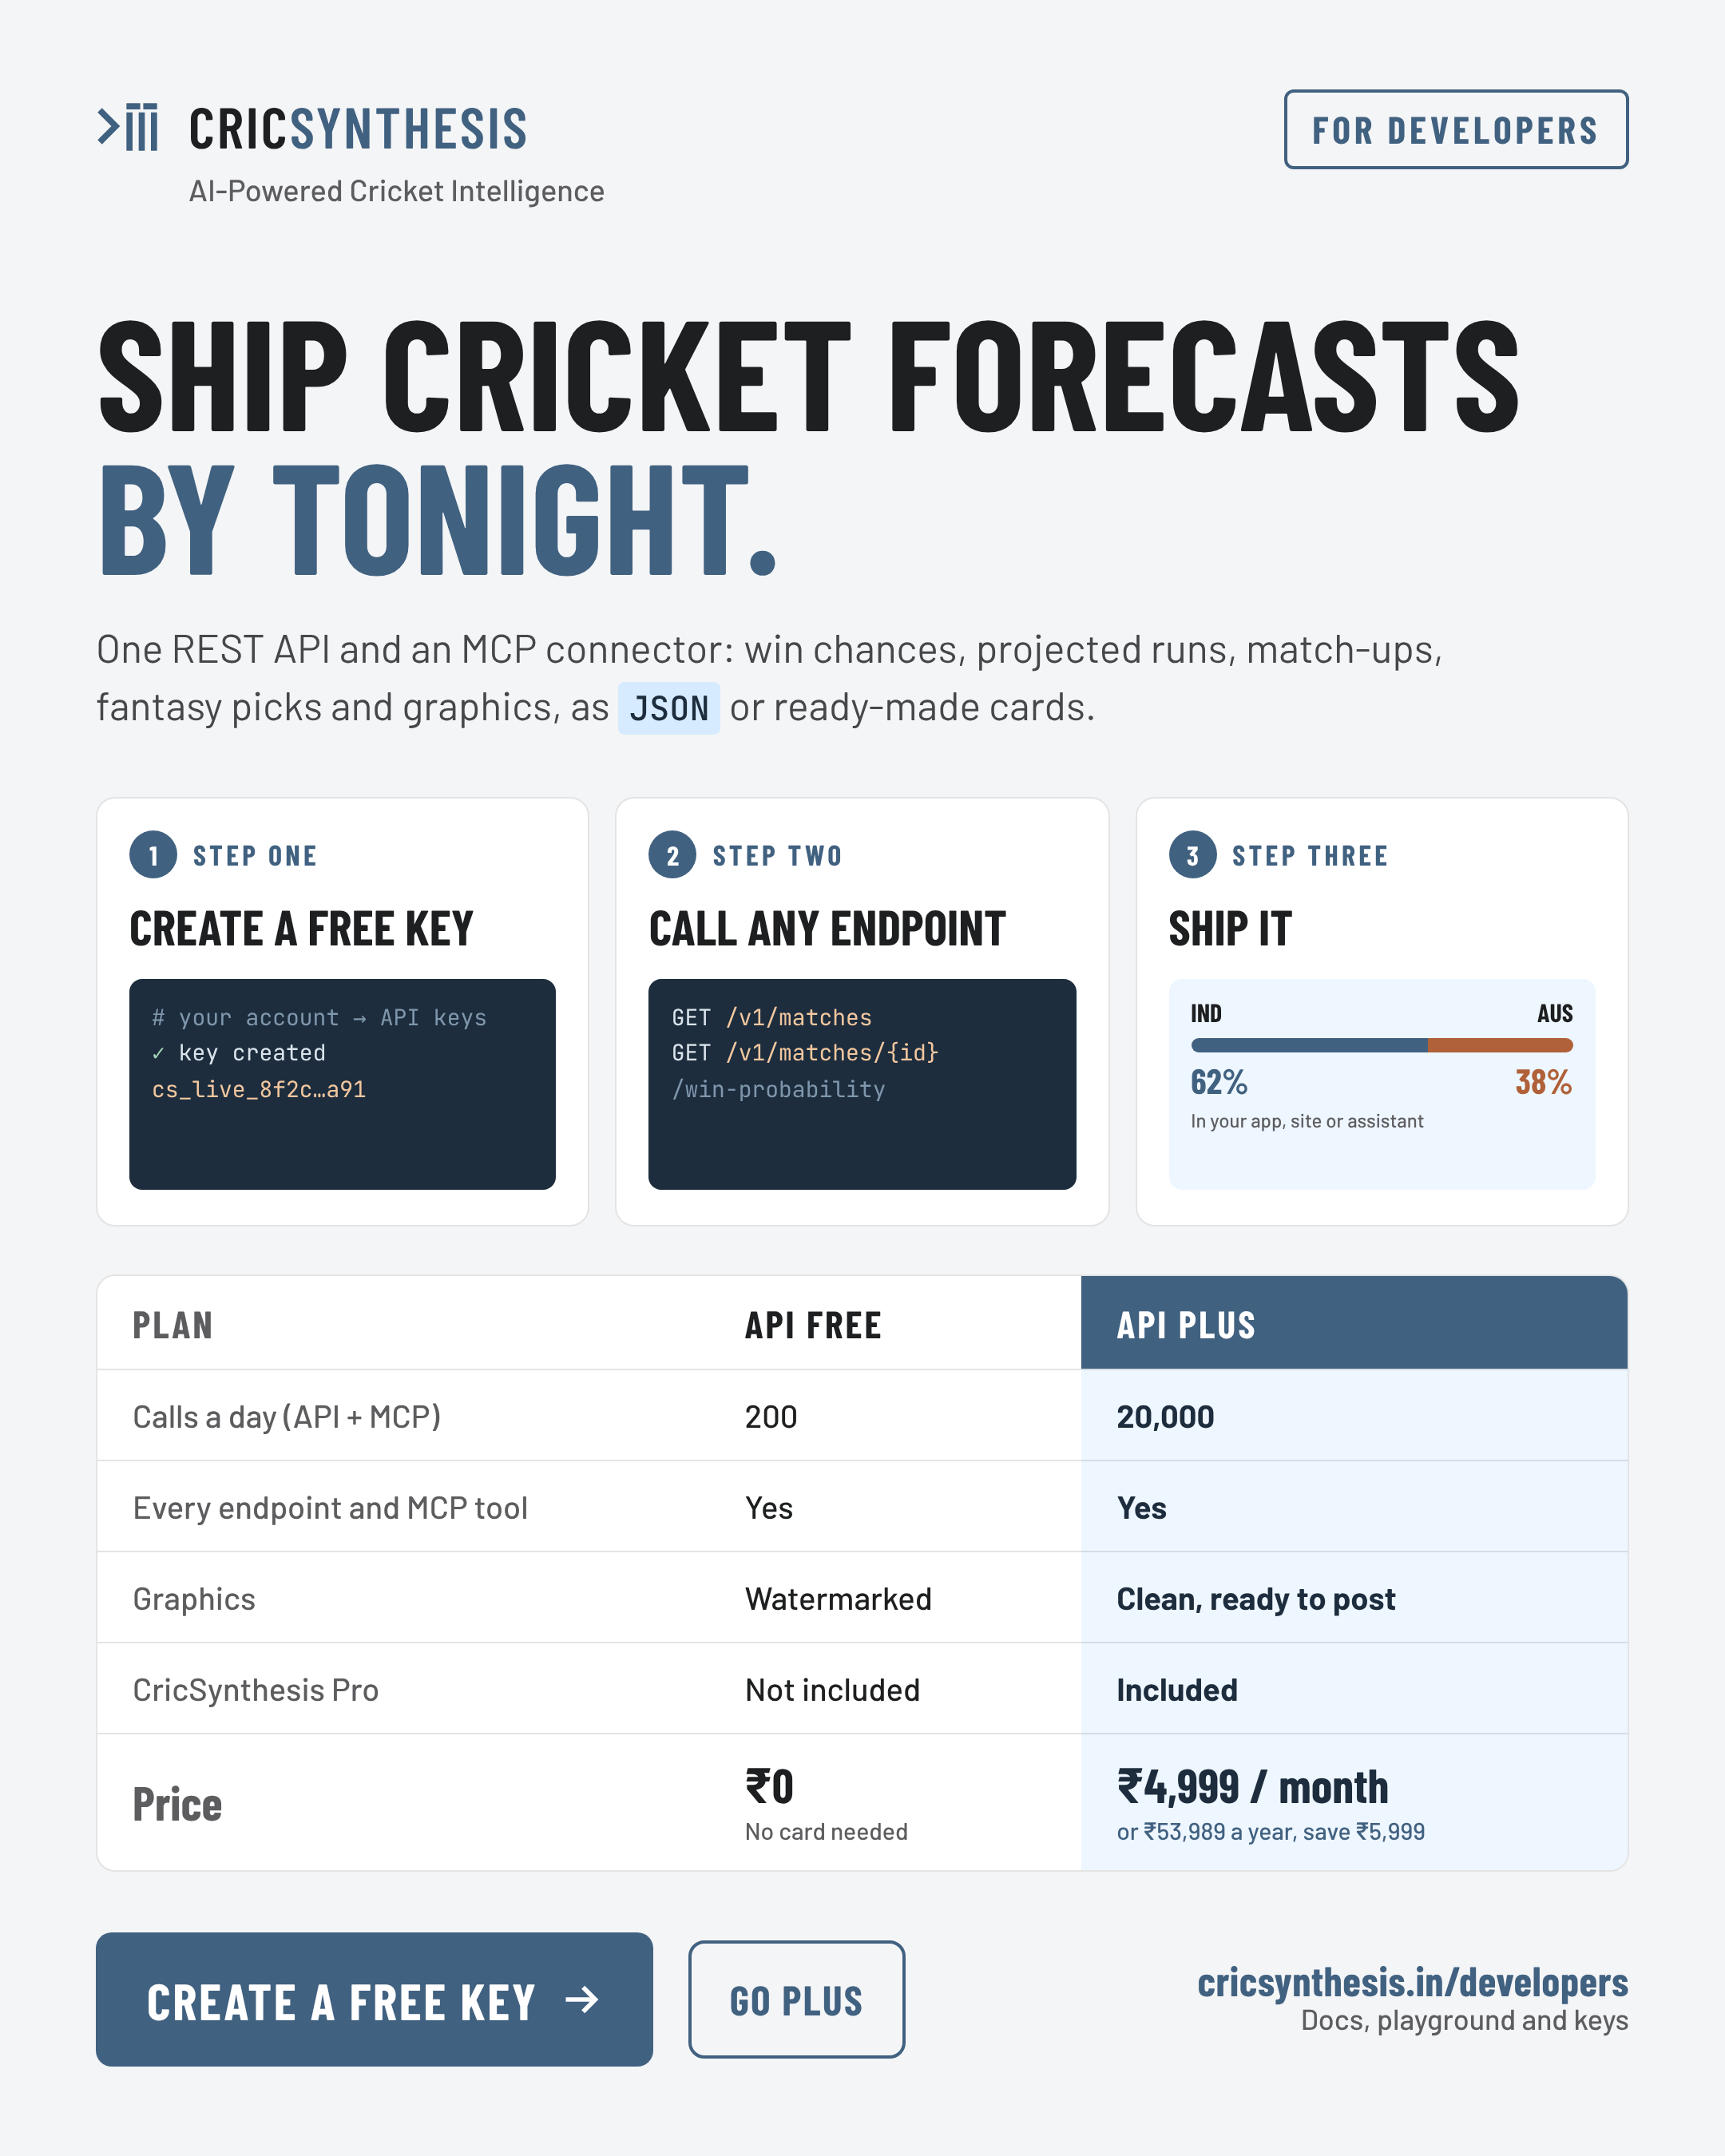 CRICSYNTHESIS
AI-Powered Cricket Intelligence
FOR DEVELOPERS
SHIP CRICKET FORECASTS
BY TONIGHT.
One REST API and an MCP connector: win chances, projected runs, match-ups,
fantasy picks and graphics, as JSON or ready-made cards.
1 STEP ONE
CREATE A FREE KEY
# your account → API keys
✓ key created
cs_live_8f2c…a91
2 STEP TWO
CALL ANY ENDPOINT
GET /v1/matches
GET /v1/matches/{id}
/win-probability
3 STEP THREE
SHIP IT
IND AUS
62% 38%
In your app, site or assistant
PLAN API FREE API PLUS
Calls a day (API + MCP) 200 20,000
Every endpoint and MCP tool Yes Yes
Graphics Watermarked Clean, ready to post
CricSynthesis Pro Not included Included
Price ₹0 ₹4,999 / month
No card needed or ₹53,989 a year, save ₹5,999
CREATE A FREE KEY →
GO PLUS
cricsynthesis.in/developers
Docs, playground and keys